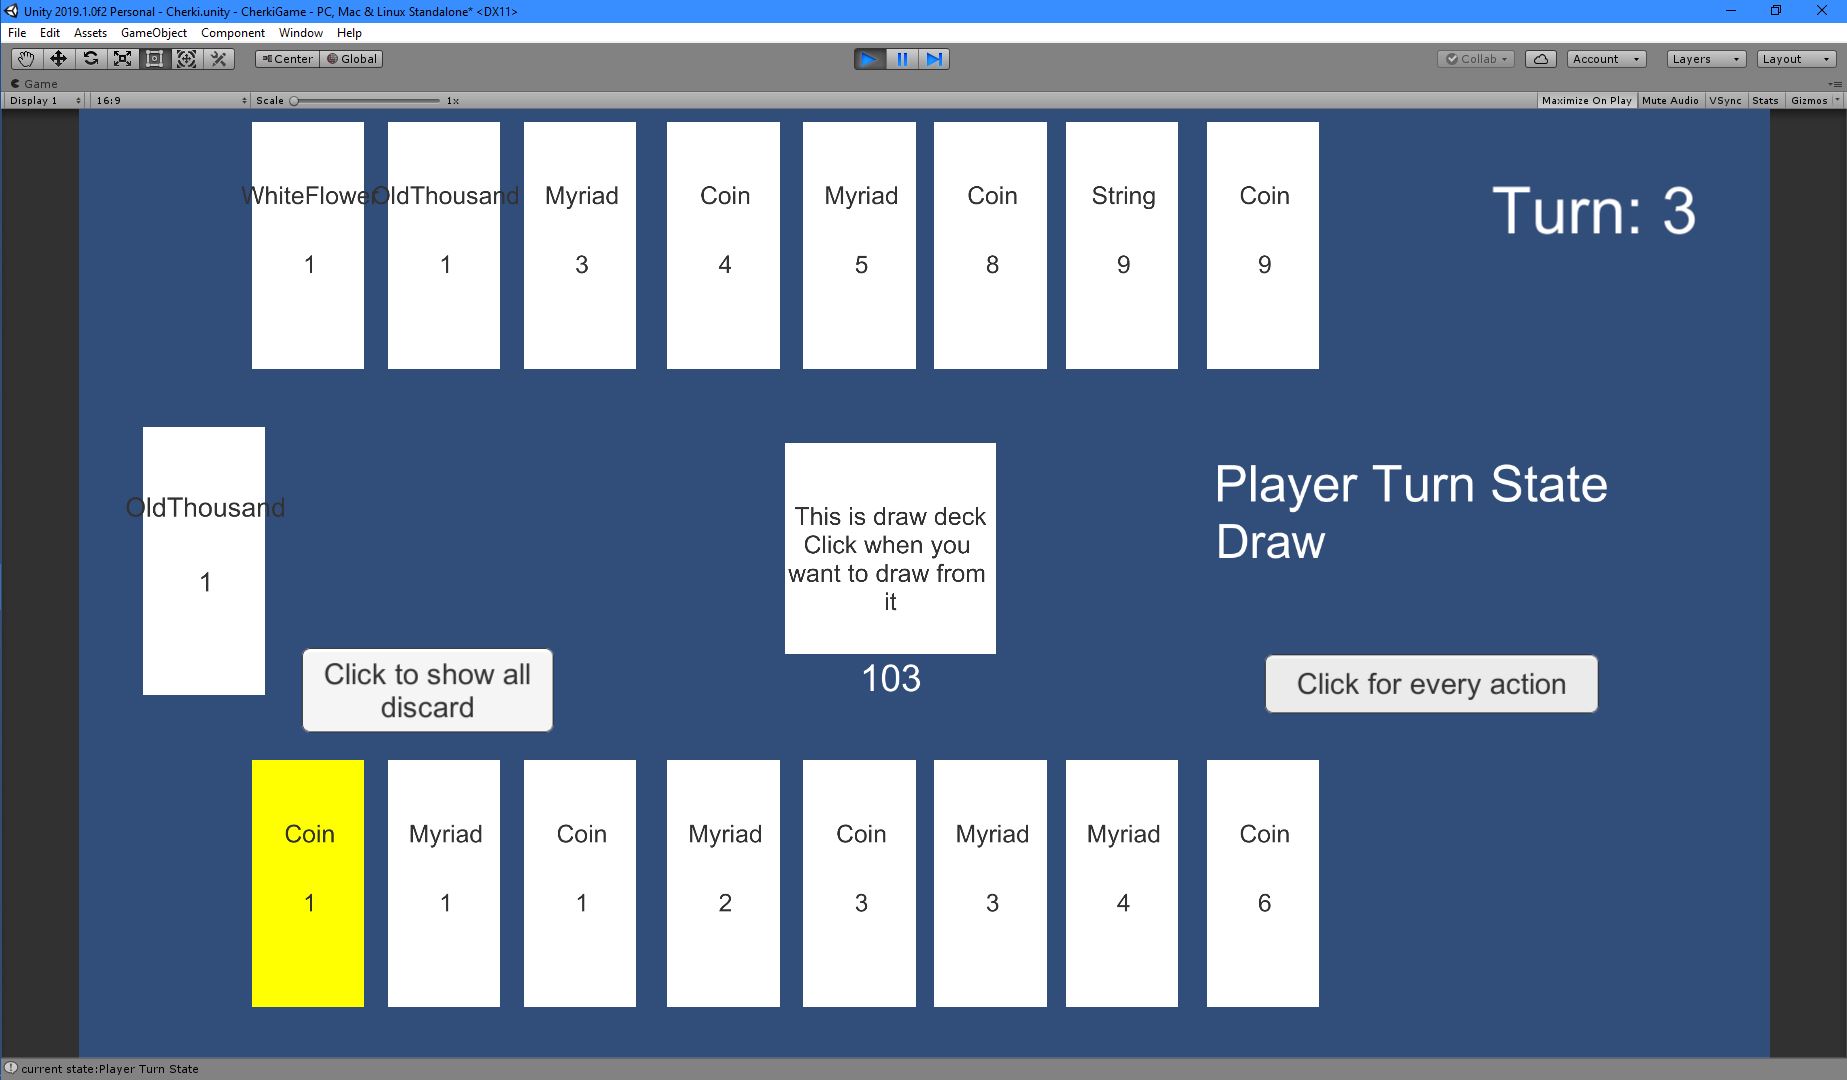 Unity 2019.1.0f2 Personal - Cherki.unity - CherkiGame - PC, Mac & Linux Standalone* <DX11>
File Edit Assets GameObject Component Window Help
Center Global Collab Account Layers Layout
Game
Display 1 16:9 Scale 1x Maximize On Play Mute Audio VSync Stats Gizmos
WhiteFlower OldThousand Myriad Coin Myriad Coin String Coin
1 1 3 4 5 8 9 9
Turn: 3
OldThousand
1
This is draw deck
Click when you
want to draw from
it
103
Player Turn State
Draw
Click to show all
discard
Click for every action
Coin Myriad Coin Myriad Coin Myriad Myriad Coin
1 1 1 2 3 3 4 6
current state:Player Turn State